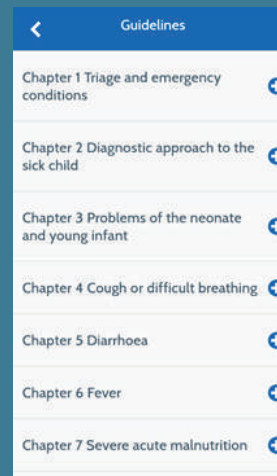 Guidelines
Chapter 1 Triage and emergency
conditions
Chapter 2 Diagnostic approach to the
sick child
Chapter 3 Problems of the neonate
and young infant
Chapter 4 Cough or difficult breathing
Chapter 5 Diarrhoea
Chapter 6 Fever
Chapter 7 Severe acute malnutrition